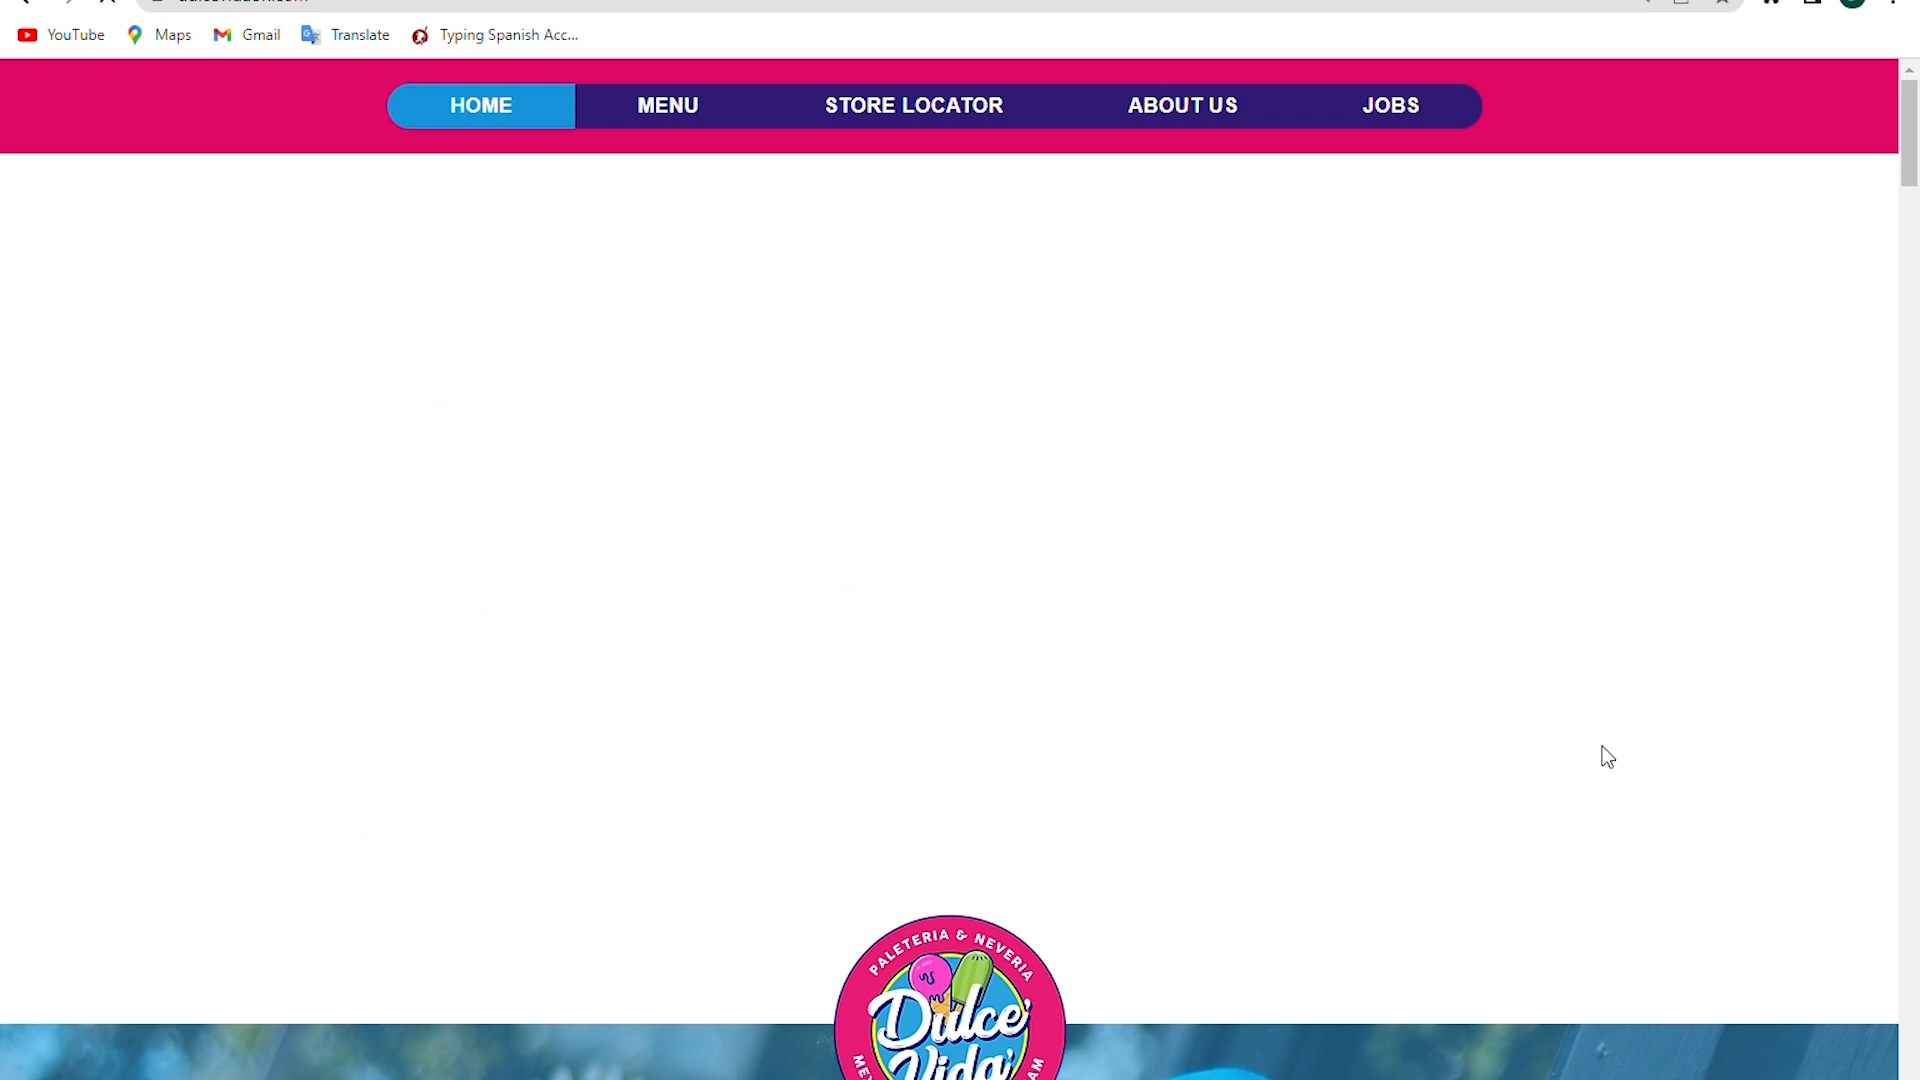 YouTube Maps Gmail Translate Typing Spanish Acc...
HOME MENU STORE LOCATOR ABOUT US JOBS
PALETERIA & NEVERIA
Dulce
Vida